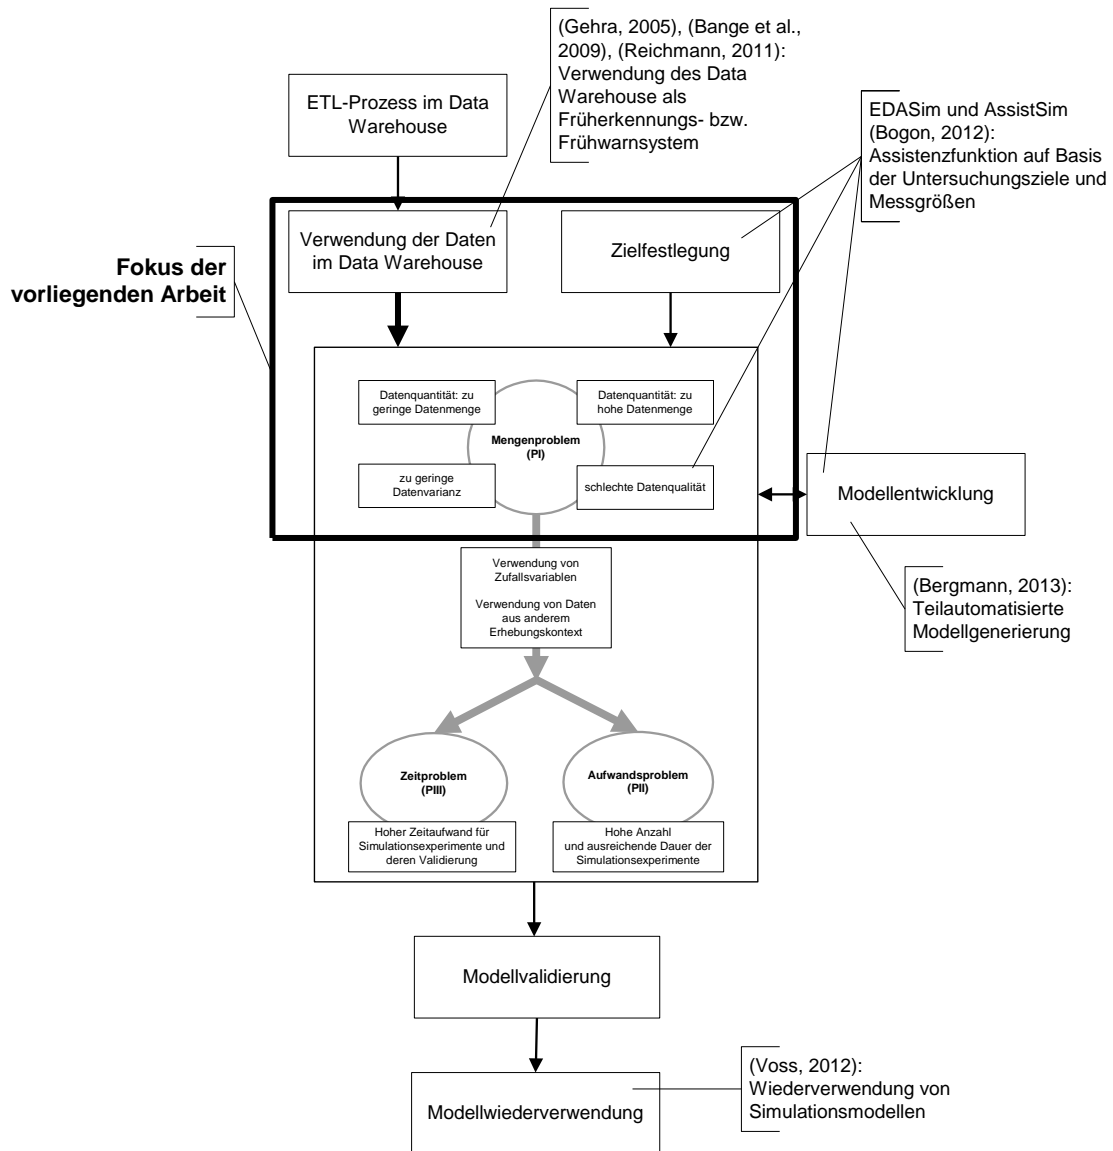 (Gehra, 2005), (Bange et al.,
2009), (Reichmann, 2011):
Verwendung des Data
Warehouse als
Früherkennungs- bzw.
Frühwarnsystem
ETL-Prozess im Data
Warehouse
EDASim und AssistSim
(Bogon, 2012):
Assistenzfunktion auf Basis
der Untersuchungsziele und
Messgrößen
Verwendung der Daten
im Data Warehouse
Zielfestlegung
Fokus der
vorliegenden Arbeit
Datenquantität: zu
geringe Datenmenge
Datenquantität: zu
hohe Datenmenge
Mengenproblem
(PI)
zu geringe
Datenvarianz
schlechte Datenqualität
Modellentwicklung
Verwendung von
Zufallsvariablen
Verwendung von Daten
aus anderem
Erhebungskontext
(Bergmann, 2013):
Teilautomatisierte
Modellgenerierung
Zeitproblem
(PIII)
Aufwandsproblem
(PII)
Hoher Zeitaufwand für
Simulationsexperimente und
deren Validierung
Hohe Anzahl
und ausreichende Dauer der
Simulationsexperimente
Modellvalidierung
Modellwiederverwendung
(Voss, 2012):
Wiederverwendung von
Simulationsmodellen